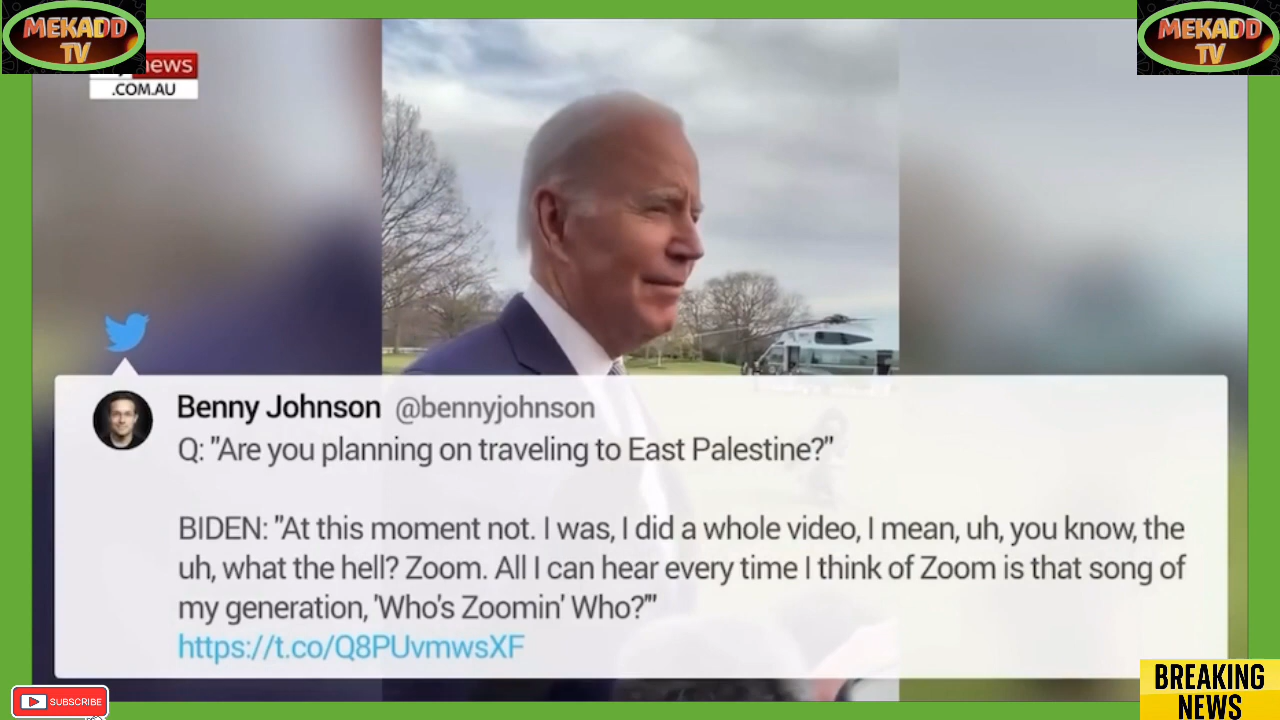 MEKADD
TV
MEKADD
TV
news
.COM.AU
Benny Johnson @bennyjohnson
Q: "Are you planning on traveling to East Palestine?"
BIDEN: "At this moment not. I was, I did a whole video, I mean, uh, you know, the
uh, what the hell? Zoom. All I can hear every time I think of Zoom is that song of
my generation, 'Who's Zoomin' Who?'"
https://t.co/Q8PUvmwsXF
SUBSCRIBE
BREAKING
NEWS